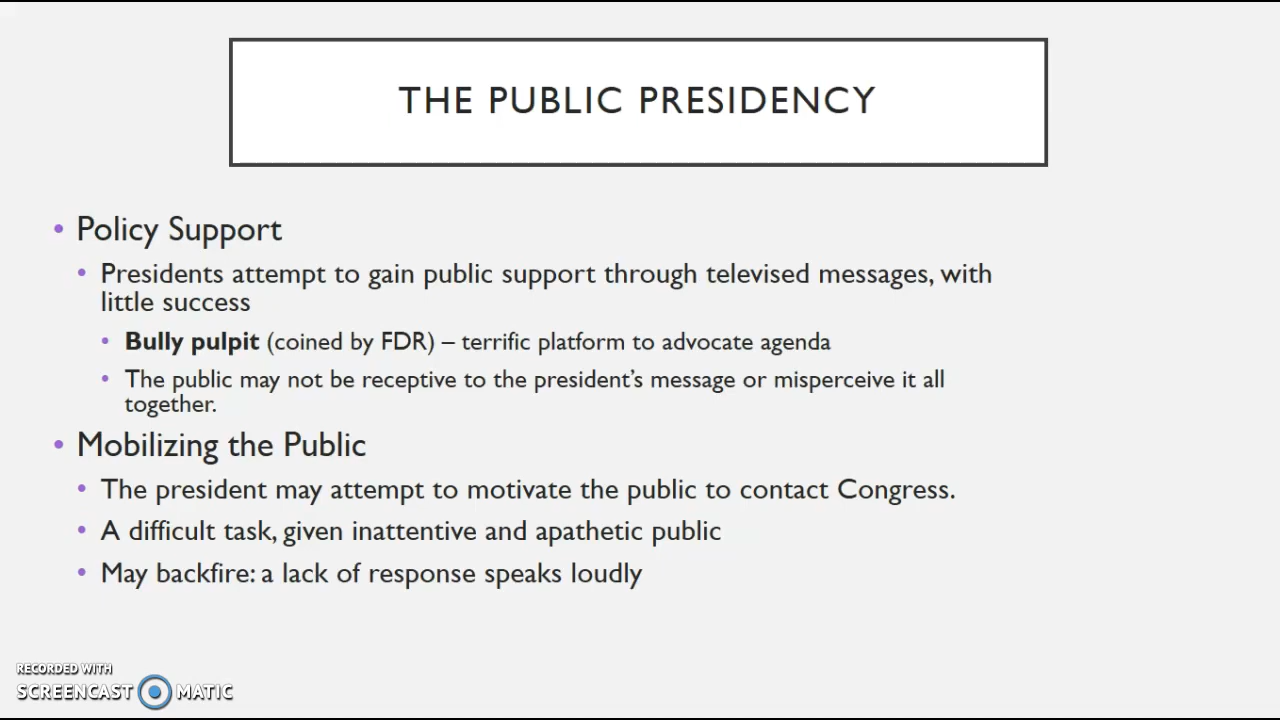 THE PUBLIC PRESIDENCY
• Policy Support
• Presidents attempt to gain public support through televised messages, with
little success
• Bully pulpit (coined by FDR) – terrific platform to advocate agenda
• The public may not be receptive to the president's message or misperceive it all
together.
• Mobilizing the Public
• The president may attempt to motivate the public to contact Congress.
• A difficult task, given inattentive and apathetic public
• May backfire: a lack of response speaks loudly
RECORDED WITH
SCREENCAST MATIC